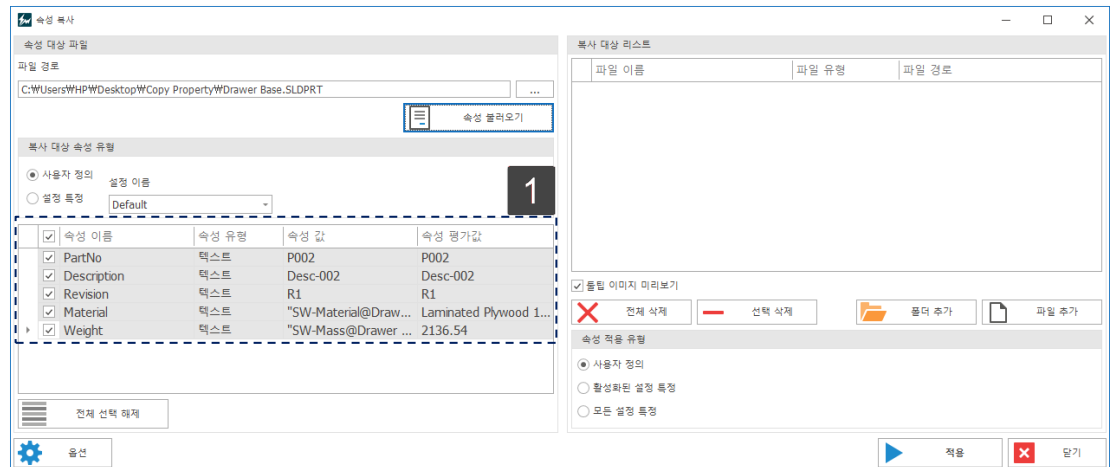 속성 복사
속성 대상 파일
파일 경로
C:₩Users₩HP₩Desktop₩Copy Property₩Drawer Base.SLDPRT ...
속성 불러오기
복사 대상 속성 유형
사용자 정의
설정 특정
설정 이름
Default
1
속성 이름 속성 유형 속성 값 속성 평가값
PartNo 텍스트 P002 P002
Description 텍스트 Desc-002 Desc-002
Revision 텍스트 R1 R1
Material 텍스트 "SW-Material@Draw... Laminated Plywood 1...
Weight 텍스트 "SW-Mass@Drawer ... 2136.54
전체 선택 해제
옵션
복사 대상 리스트
파일 이름 파일 유형 파일 경로
툴팁 이미지 미리보기
전체 삭제 선택 삭제 폴더 추가 파일 추가
속성 적용 유형
사용자 정의
활성화된 설정 특정
모든 설정 특정
적용 닫기